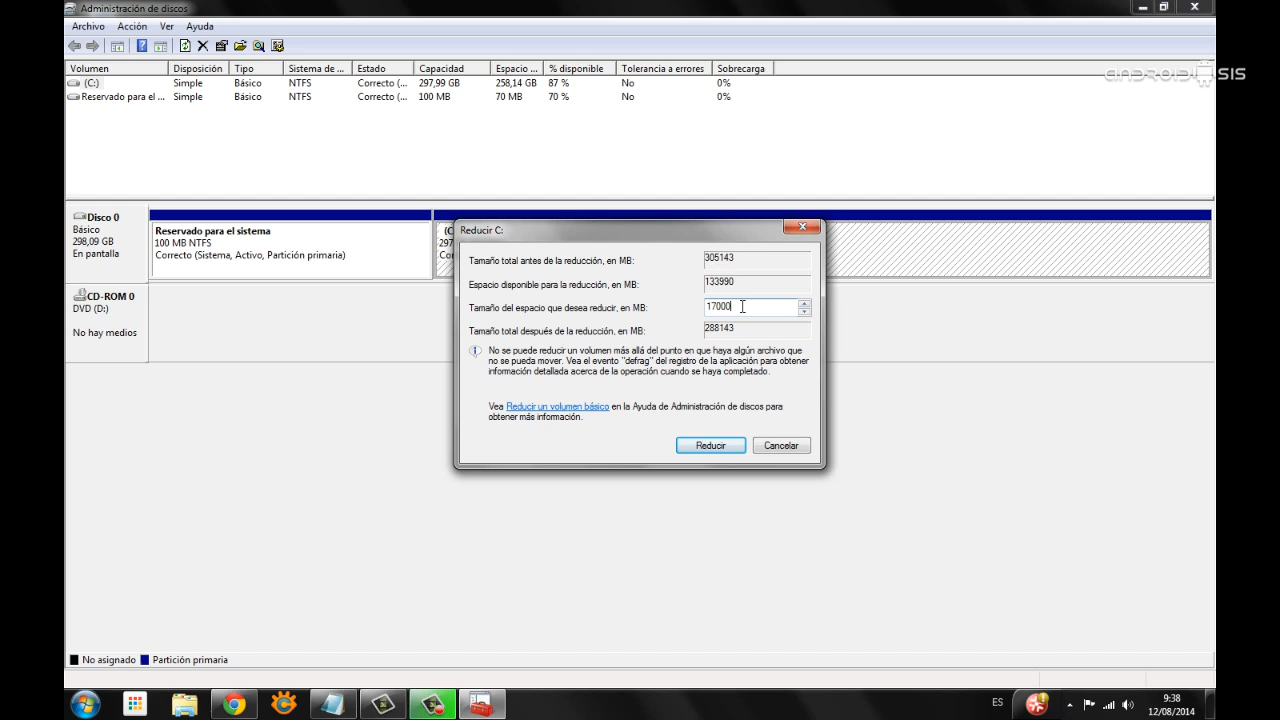 Administración de discos
Archivo Acción Ver Ayuda
Volumen Disposición Tipo Sistema de ... Estado Capacidad Espacio ... % disponible Tolerancia a errores Sobrecarga
(C:) Simple Básico NTFS Correcto (... 297,99 GB 258,14 GB 87 % No 0%
Reservado para el ... Simple Básico NTFS Correcto (... 100 MB 70 MB 70 % No 0%
ANDROIDSIS
Disco 0
Básico
298,09 GB
En pantalla
Reservado para el sistema
100 MB NTFS
Correcto (Sistema, Activo, Partición primaria)
(C
297
Cor
CD-ROM 0
DVD (D:)
No hay medios
Reducir C:
Tamaño total antes de la reducción, en MB: 305143
Espacio disponible para la reducción, en MB: 133990
Tamaño del espacio que desea reducir, en MB: 17000
Tamaño total después de la reducción, en MB: 288143
No se puede reducir un volumen más allá del punto en que haya algún archivo que
no se pueda mover. Vea el evento "defrag" del registro de la aplicación para obtener
información detallada acerca de la operación cuando se haya completado.
Vea Reducir un volumen básico en la Ayuda de Administración de discos para
obtener más información.
Reducir Cancelar
No asignado Partición primaria
ES
9:38
12/08/2014